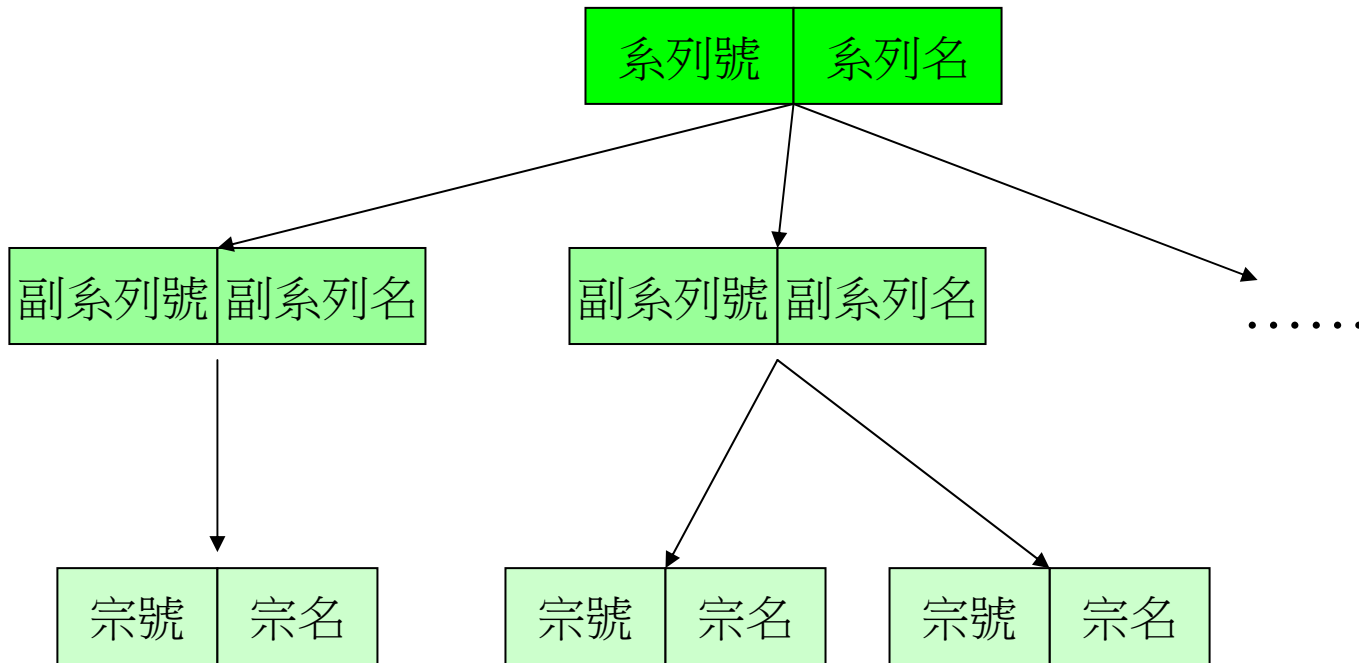 系列號 系列名
副系列號 副系列名 副系列號 副系列名
......
宗號 宗名 宗號 宗名 宗號 宗名